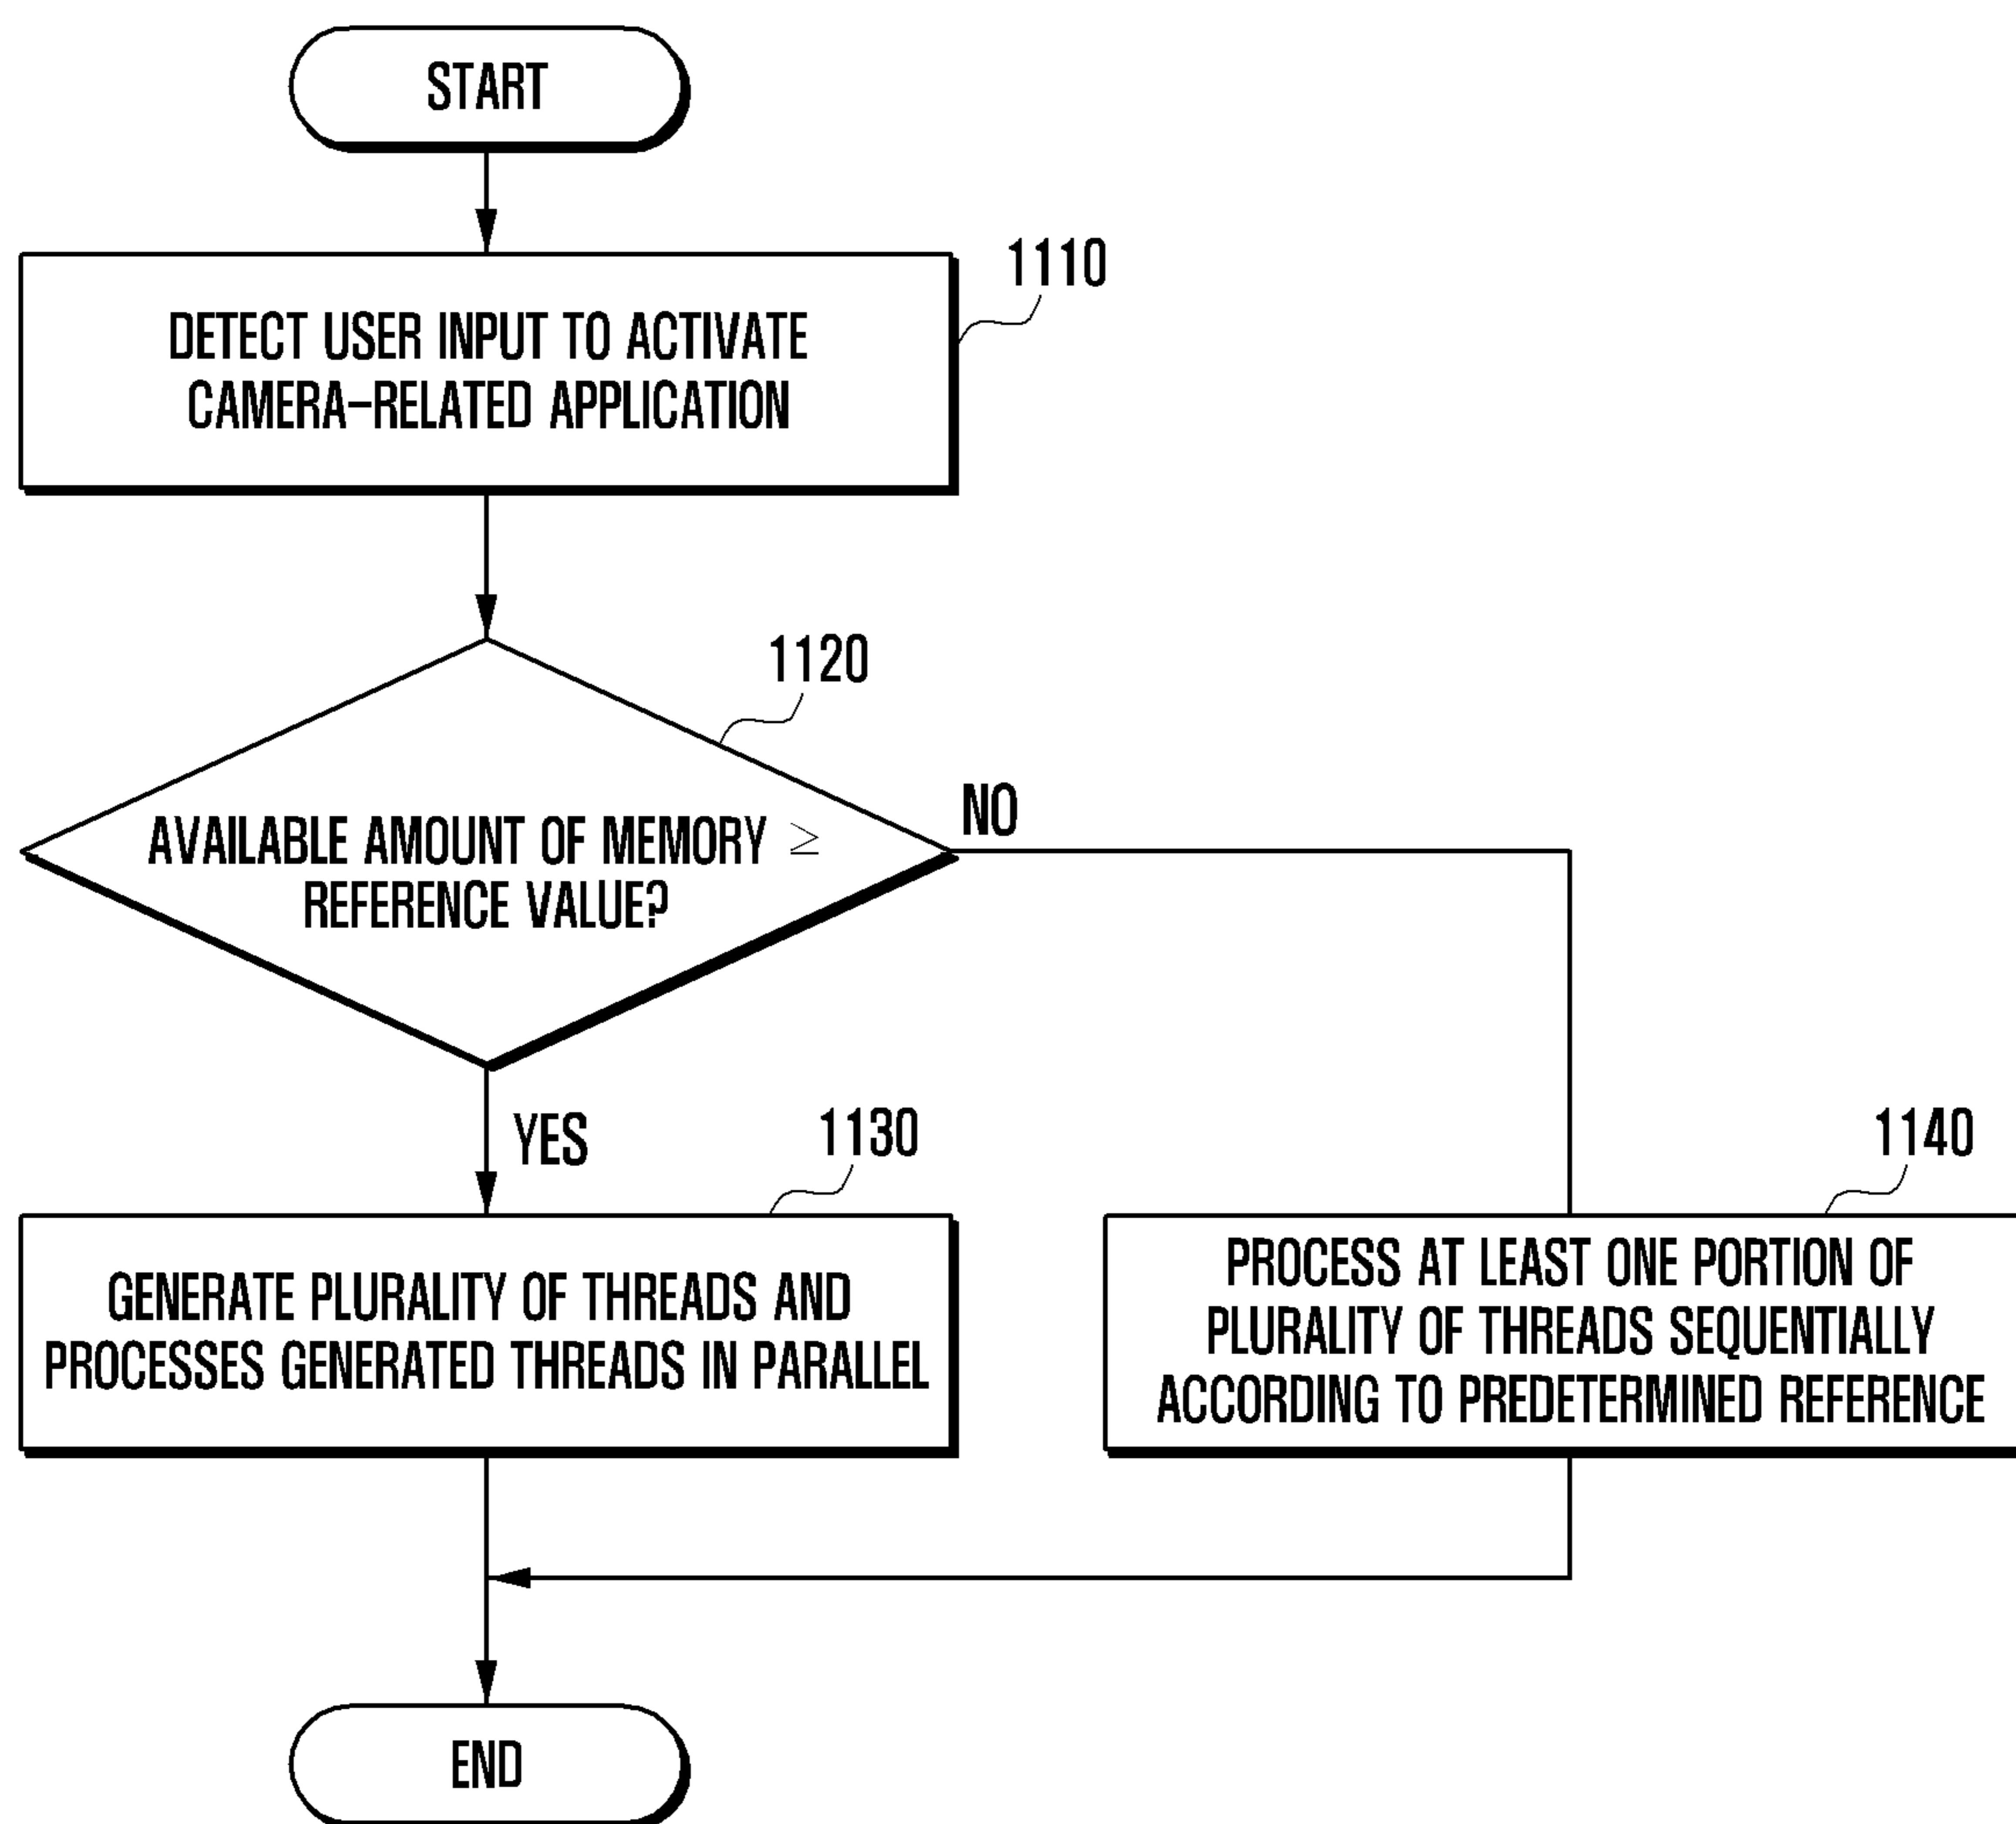 START
1110
DETECT USER INPUT TO ACTIVATE
CAMERA-RELATED APPLICATION
1120
AVAILABLE AMOUNT OF MEMORY ≥
REFERENCE VALUE?
NO
YES
1130
GENERATE PLURALITY OF THREADS AND
PROCESSES GENERATED THREADS IN PARALLEL
1140
PROCESS AT LEAST ONE PORTION OF
PLURALITY OF THREADS SEQUENTIALLY
ACCORDING TO PREDETERMINED REFERENCE
END